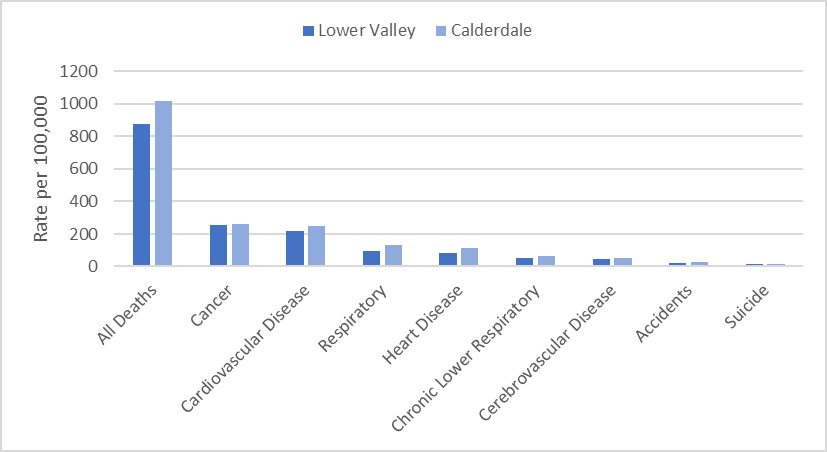 Lower Valley Calderdale
Rate per 100,000
1200
1000
800
600
400
200
0
All Deaths
Cancer
Cardiovascular Disease
Respiratory
Heart Disease
Chronic Lower Respiratory
Cerebrovascular Disease
Accidents
Suicide